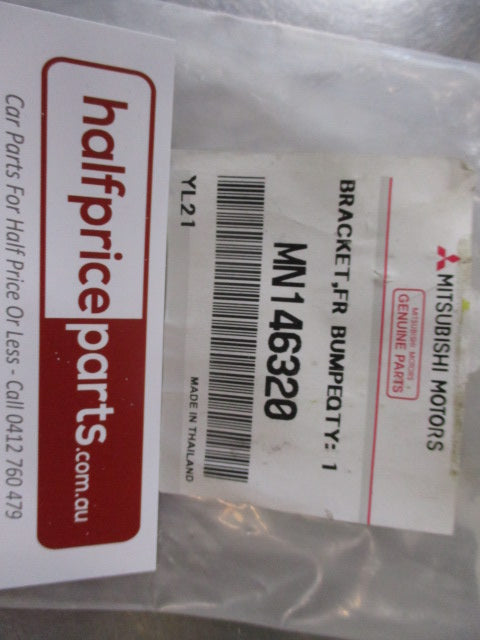 MITSUBISHI MOTORS
MITSUBISHI MOTORS
GENUINE PARTS
BRACKET,FR BUMPEQTY: 1
MN146320
YL21
MADE IN THAILAND
halfpriceparts.com.au
Car Parts For Half Price Or Less - Call 0412 760 479